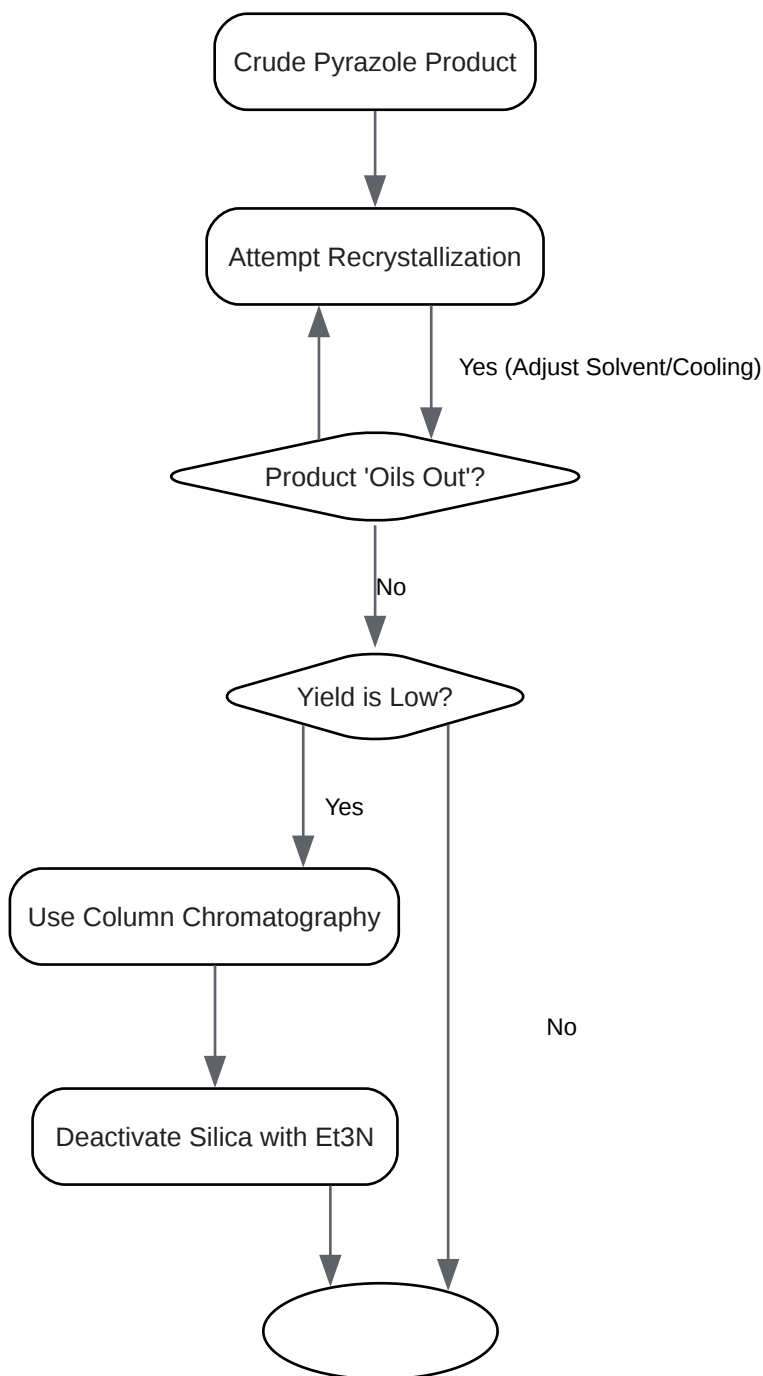 Crude Pyrazole Product
Attempt Recrystallization
Yes (Adjust Solvent/Cooling)
Product 'Oils Out'?
No
Yield is Low?
Yes
Use Column Chromatography
No
Deactivate Silica with Et3N